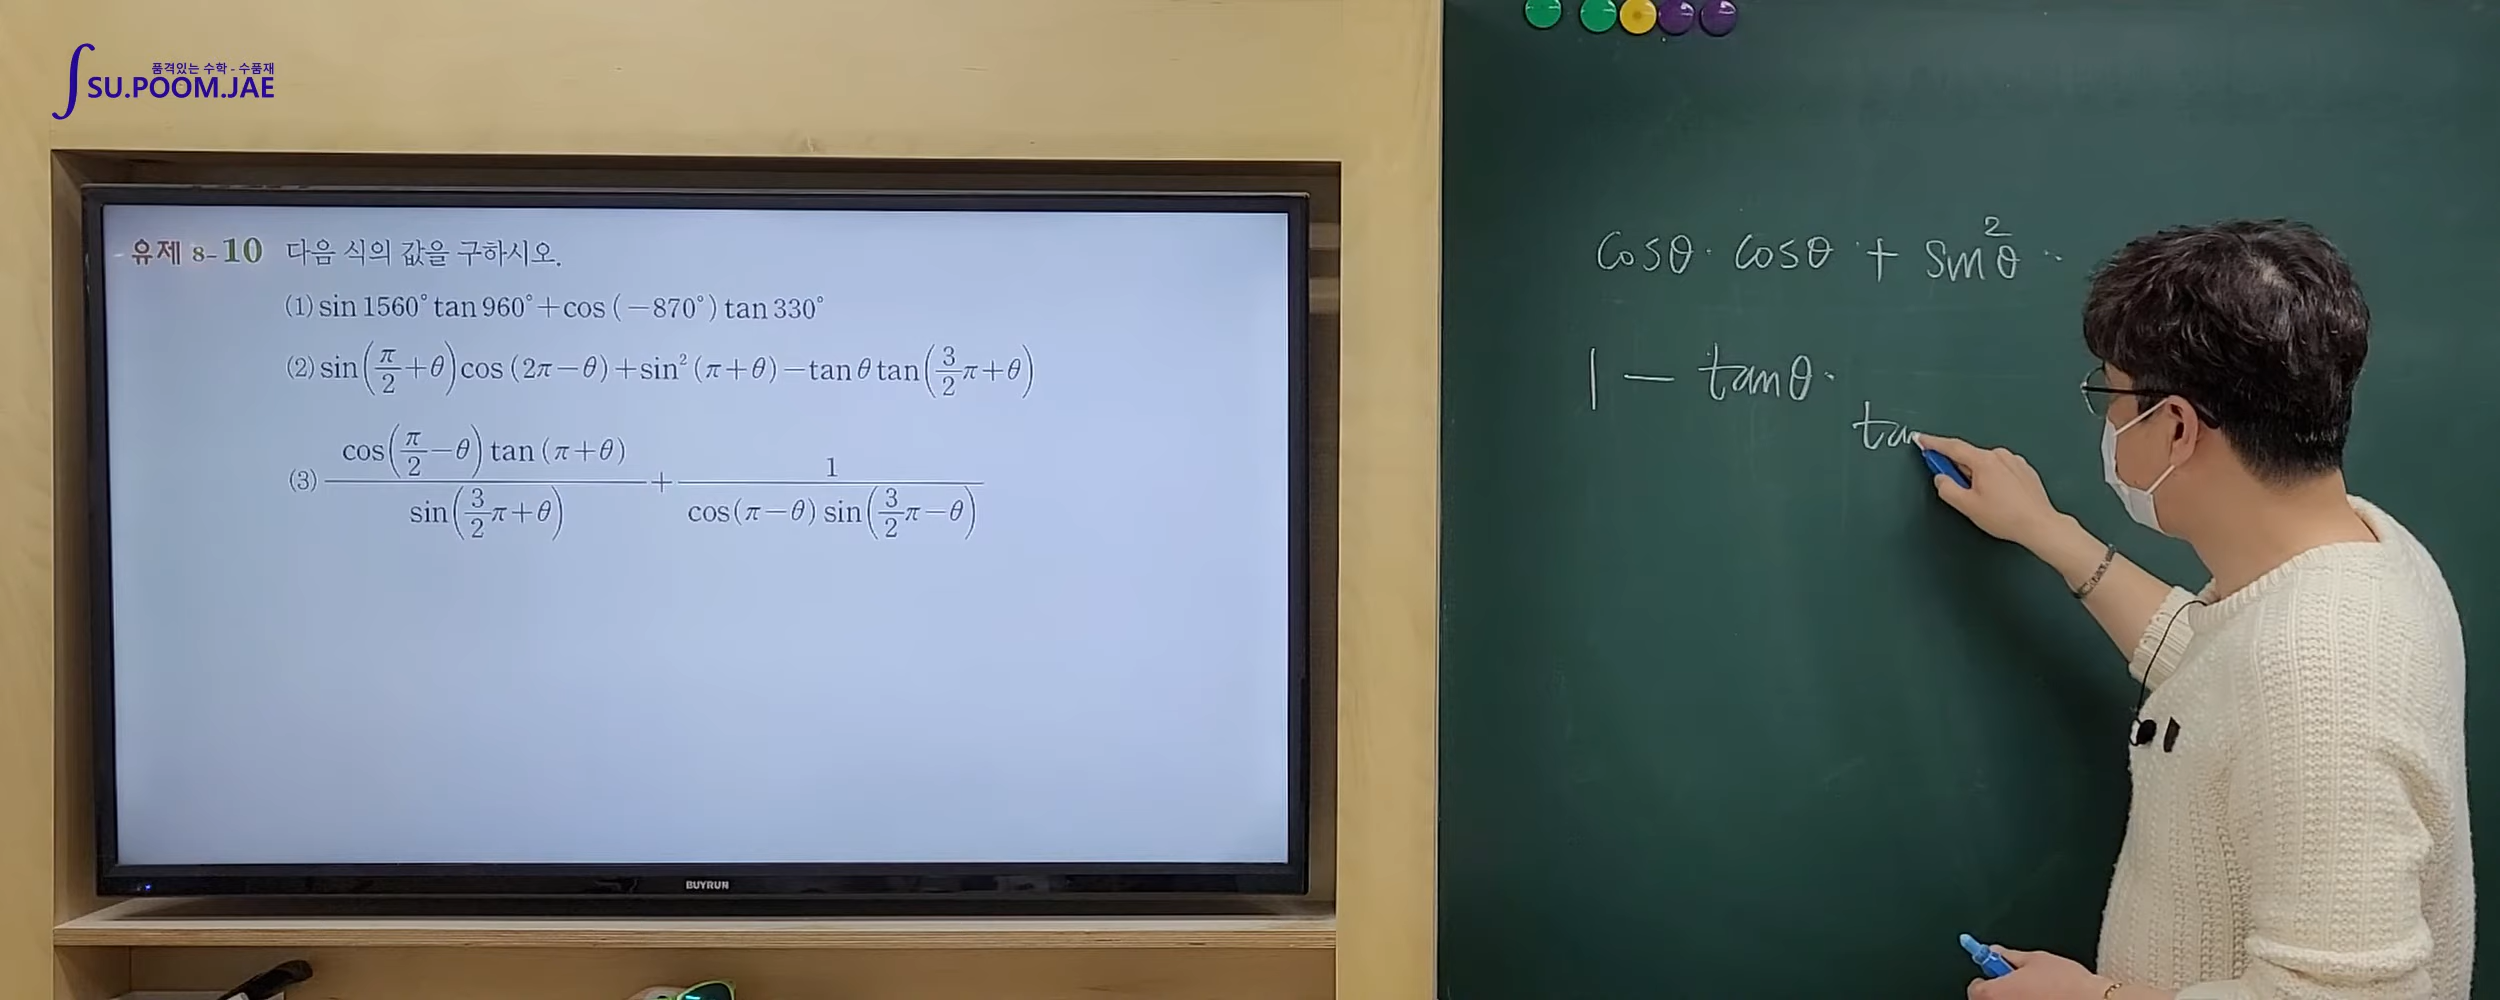 품격있는 수학 - 수품재
∫SU.POOM.JAE
유제 8-10 다음 식의 값을 구하시오.
(1) sin 1560° tan 960° + cos (-870°) tan 330°
(2) sin(π/2+θ) cos (2π-θ) + sin² (π+θ) - tan θ tan(3/2π+θ)
(3) cos(π/2-θ) tan (π+θ) / sin(3/2π+θ) + 1 / cos(π-θ) sin(3/2π-θ)
BUYRUN
cosθ · cosθ + sin²θ
1 - tanθ ·
tan